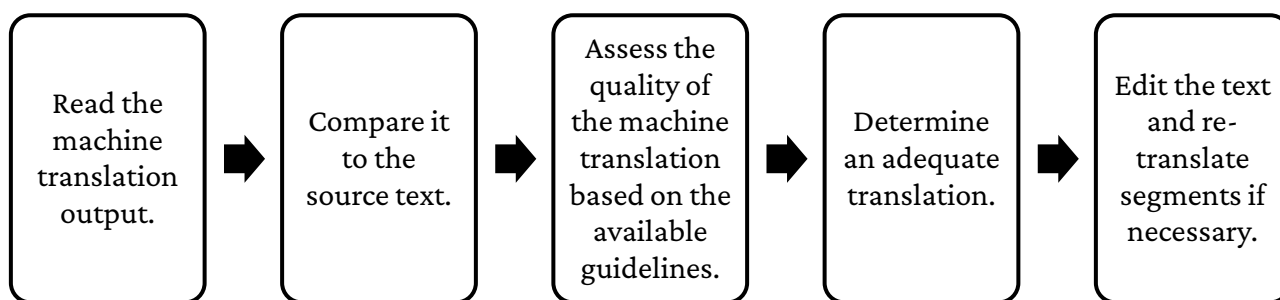 Read the
machine
translation
output.
Compare it
to the
source text.
Assess the
quality of
the machine
translation
based on the
available
guidelines.
Determine
an adequate
translation.
Edit the text
and re-
translate
segments if
necessary.